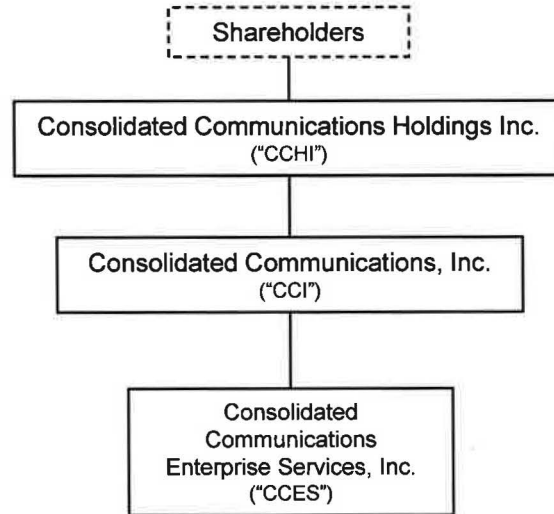 Shareholders
Consolidated Communications Holdings Inc.
("CCHI")
Consolidated Communications, Inc.
("CCI")
Consolidated
Communications
Enterprise Services, Inc.
("CCES")